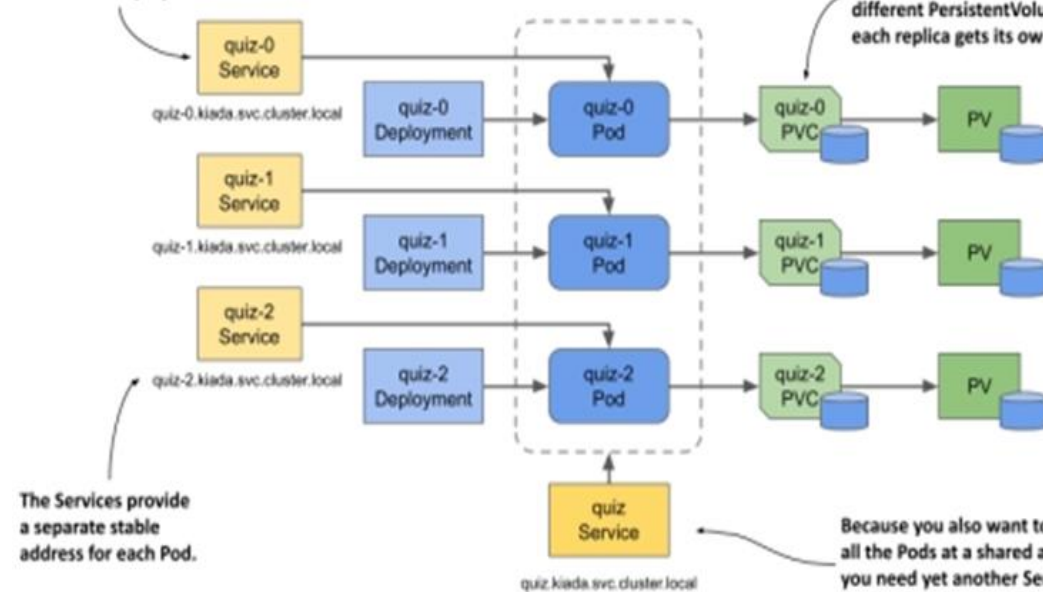 different PersistentVolu
each replica gets its ow
quiz-0
Service
quiz-0.kiada.svc.cluster.local
quiz-0
Deployment
quiz-0
Pod
quiz-0
PVC
PV
quiz-1
Service
quiz-1.kiada.svc.cluster.local
quiz-1
Deployment
quiz-1
Pod
quiz-1
PVC
PV
quiz-2
Service
quiz-2.kiada.svc.cluster.local
quiz-2
Deployment
quiz-2
Pod
quiz-2
PVC
PV
The Services provide
a separate stable
address for each Pod.
quiz
Service
quiz.kiada.svc.cluster.local
Because you also want to
all the Pods at a shared a
you need yet another Se